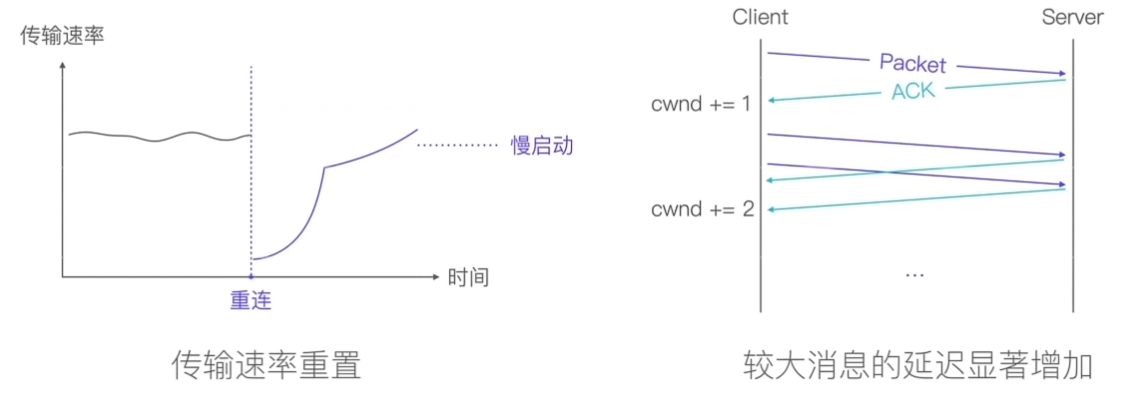 传输速率
慢启动
时间
重连
传输速率重置
Client
Server
Packet
ACK
cwnd += 1
cwnd += 2
...
较大消息的延迟显著增加